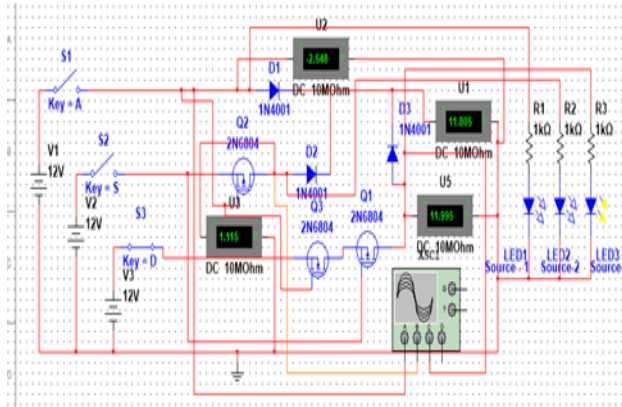 U2
S1
-2.648
Key = A
D1
DC 10MOhm
1N4001
U1
D3
1N4001
11.805
R1 R2 R3
1kΩ 1kΩ 1kΩ
DC 10MOhm
S2
Q2
2N6804
V1
12V
Key = S
D2
1N4001
Q1
U3
Q3
2N6804
2N6804
U5
11.995
V2
12V
S3
1.115
DC 10MOhm
DC 10MOhm
XSC1
Key = D
V3
12V
LED1 LED2 LED3
Source -1 Source-2 Source
A B C D